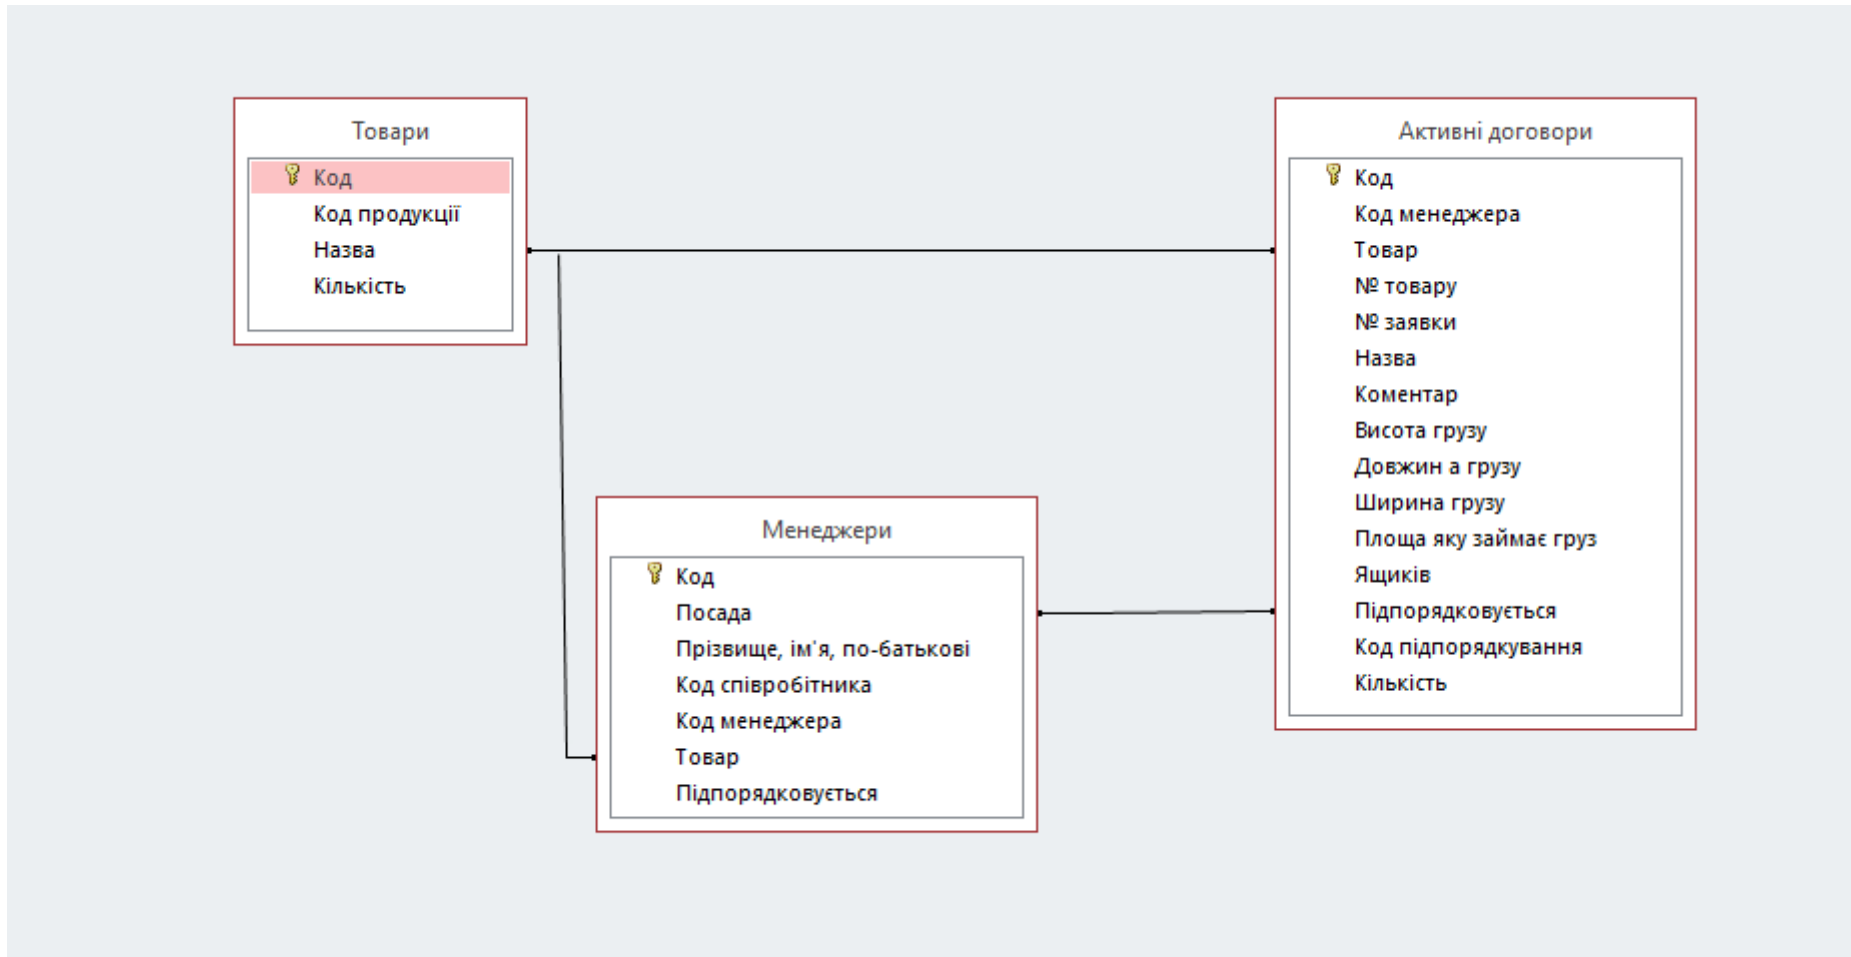 Товари
Код
Код продукції
Назва
Кількість
Активні договори
Код
Код менеджера
Товар
№ товару
№ заявки
Назва
Коментар
Висота грузу
Довжин а грузу
Ширина грузу
Площа яку займає груз
Ящиків
Підпорядковується
Код підпорядкування
Кількість
Менеджери
Код
Посада
Прізвище, ім'я, по-батькові
Код співробітника
Код менеджера
Товар
Підпорядковується